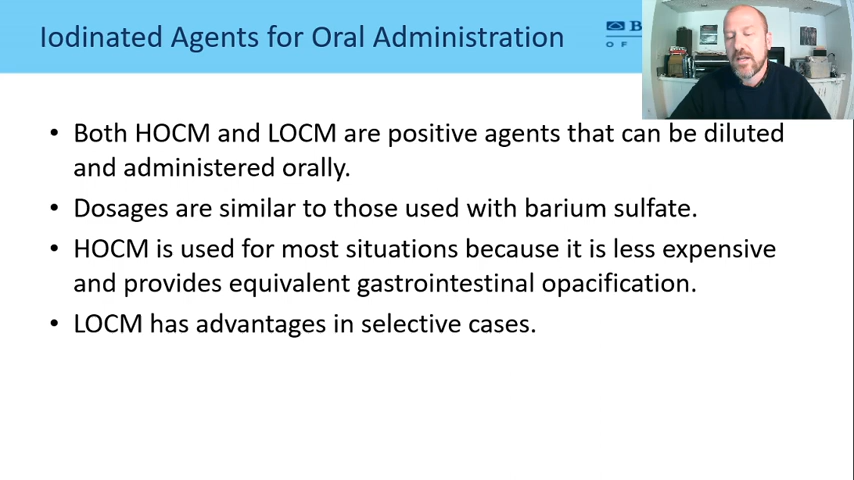 Iodinated Agents for Oral Administration
B
OF
• Both HOCM and LOCM are positive agents that can be diluted
and administered orally.
• Dosages are similar to those used with barium sulfate.
• HOCM is used for most situations because it is less expensive
and provides equivalent gastrointestinal opacification.
• LOCM has advantages in selective cases.